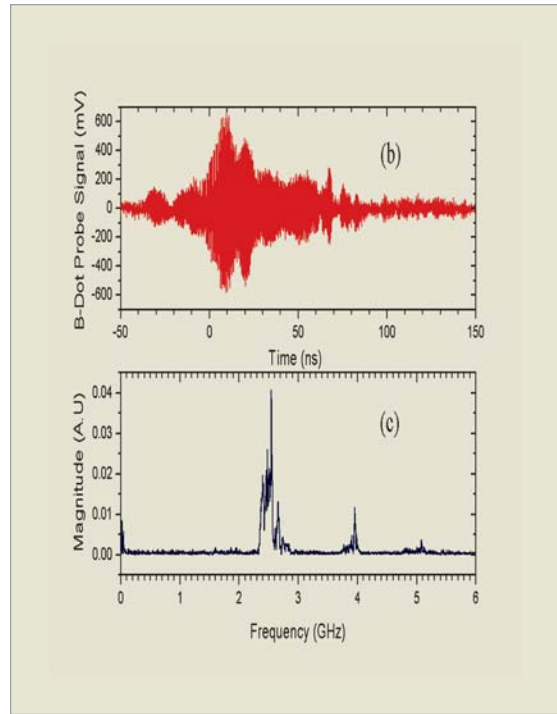 B-Dot Probe Signal (mV)
600
400
200
0
-200
-400
-600
(b)
-50 0 50 100 150
Time (ns)
Magnitude (A.U)
0.04
0.03
0.02
0.01
0.00
(c)
0 1 2 3 4 5 6
Frequency (GHz)